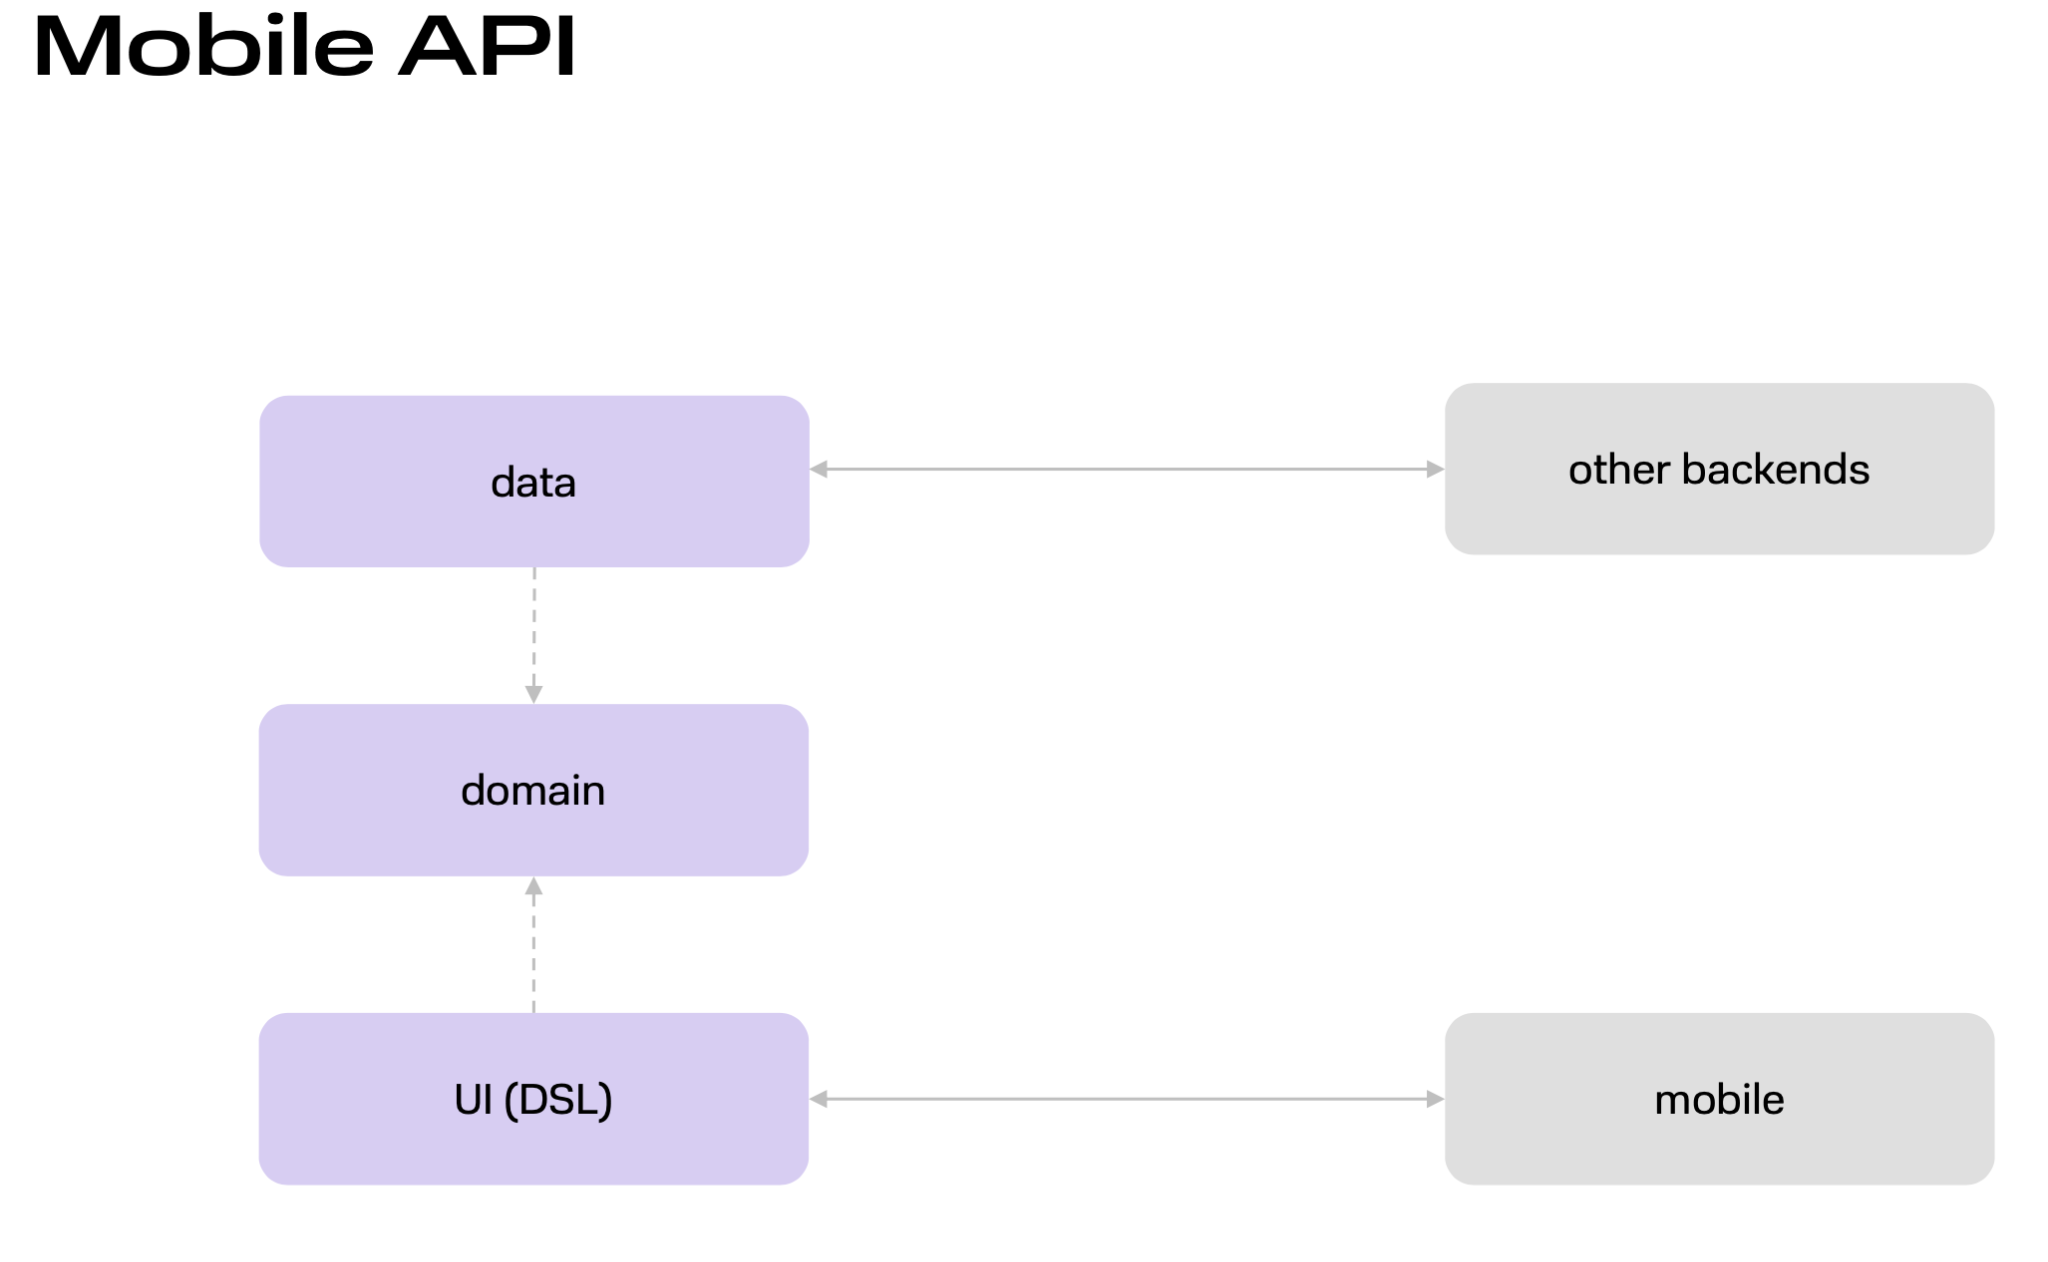 Mobile API
data
other backends
domain
UI (DSL)
mobile